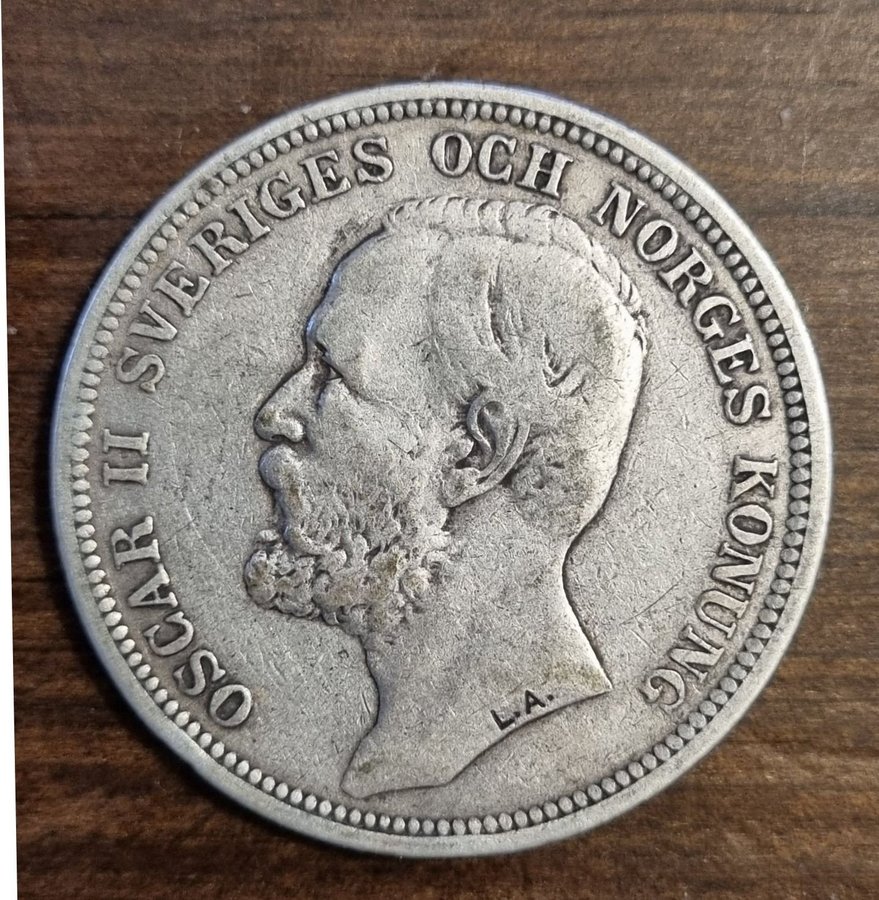 OSCAR II SVERIGES OCH NORGES KONUNG
L.A.